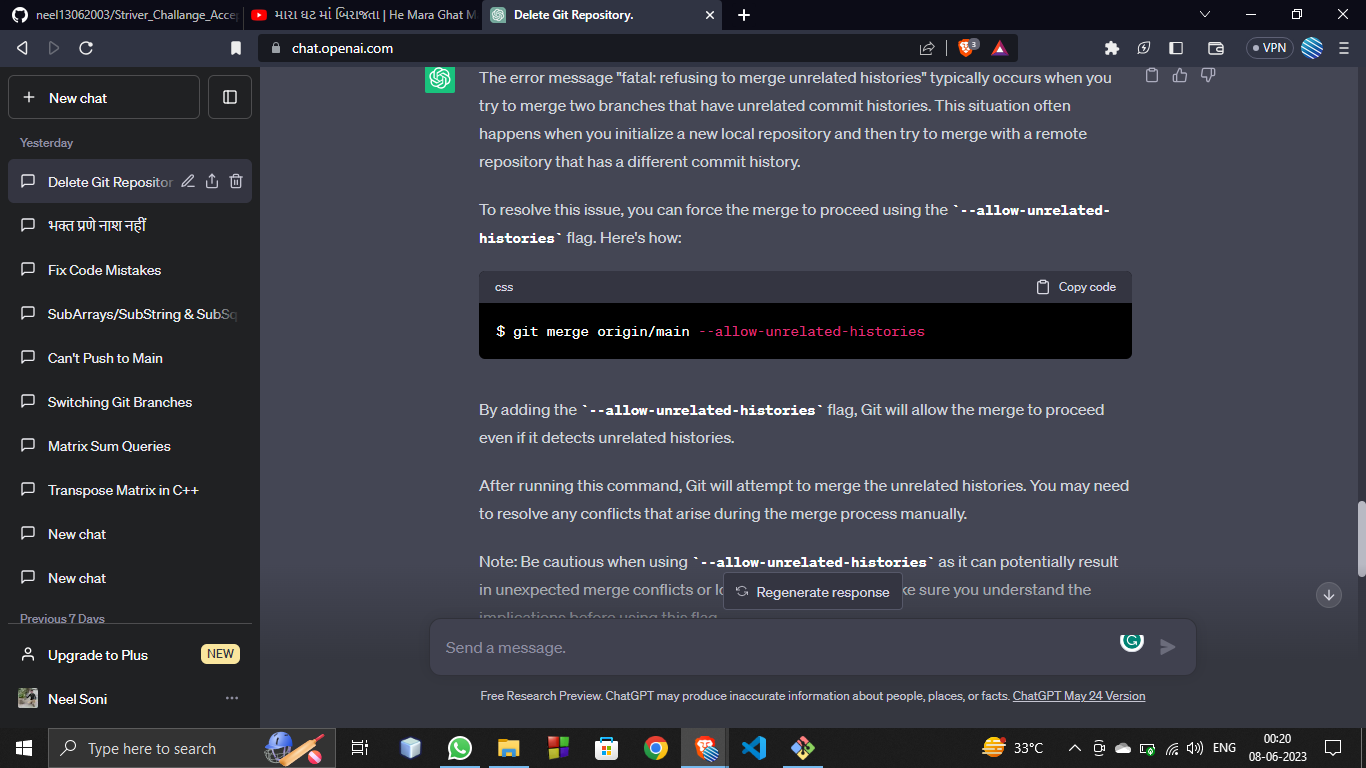 neel13062003/Striver_Challange_Acce
મારા ઘટ માં બિરાજતા | He Mara Ghat M
Delete Git Repository.
chat.openai.com
3
VPN
New chat
Yesterday
Delete Git Repositor
भक्त प्रणे नाश नहीं
Fix Code Mistakes
SubArrays/SubString & SubSq
Can't Push to Main
Switching Git Branches
Matrix Sum Queries
Transpose Matrix in C++
New chat
New chat
Previous 7 Days
Upgrade to Plus
NEW
Neel Soni
The error message "fatal: refusing to merge unrelated histories" typically occurs when you
try to merge two branches that have unrelated commit histories. This situation often
happens when you initialize a new local repository and then try to merge with a remote
repository that has a different commit history.
To resolve this issue, you can force the merge to proceed using the `--allow-unrelated-
histories` flag. Here's how:
css
Copy code
$ git merge origin/main --allow-unrelated-histories
By adding the `--allow-unrelated-histories` flag, Git will allow the merge to proceed
even if it detects unrelated histories.
After running this command, Git will attempt to merge the unrelated histories. You may need
to resolve any conflicts that arise during the merge process manually.
Note: Be cautious when using `--allow-unrelated-histories` as it can potentially result
in unexpected merge conflicts or
ke sure you understand the
implications before using this flag
Regenerate response
Send a message.
Free Research Preview. ChatGPT may produce inaccurate information about people, places, or facts. ChatGPT May 24 Version
Type here to search
33°C
ENG
00:20
08-06-2023